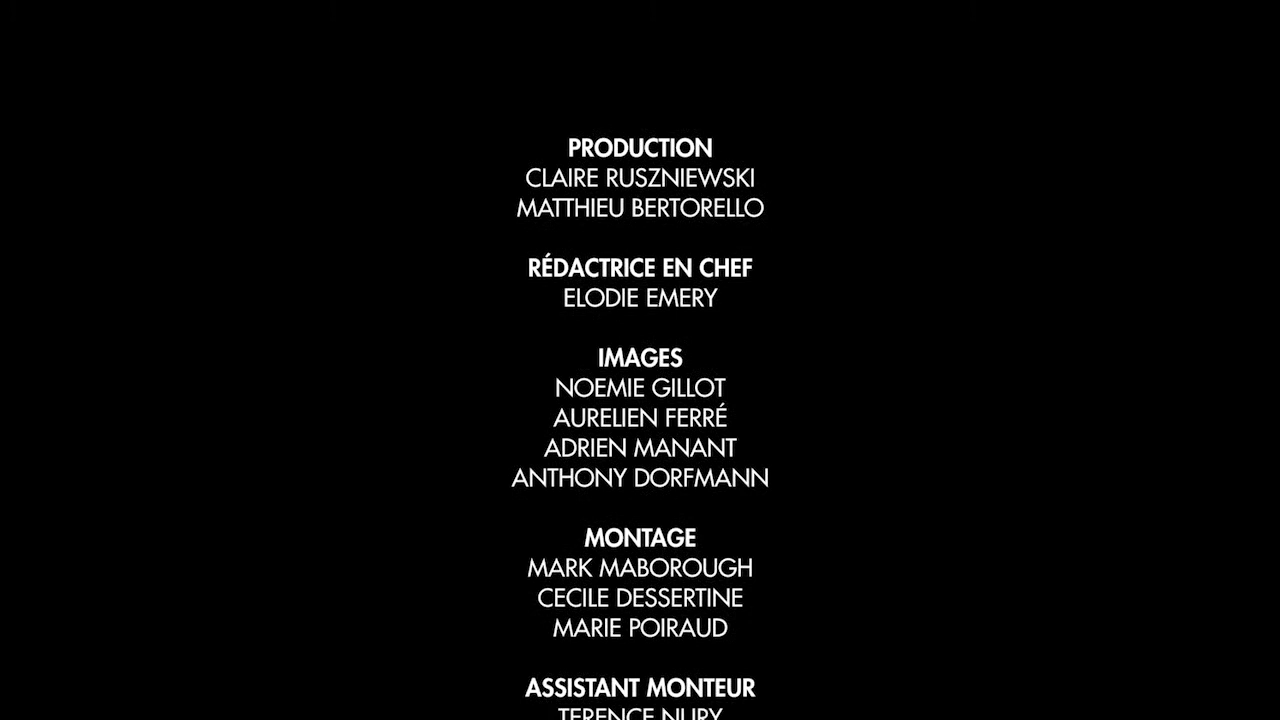 PRODUCTION
CLAIRE RUSZNIEWSKI
MATTHIEU BERTORELLO
RÉDACTRICE EN CHEF
ELODIE EMERY
IMAGES
NOEMIE GILLOT
AURELIEN FERRÉ
ADRIEN MANANT
ANTHONY DORFMANN
MONTAGE
MARK MABOROUGH
CECILE DESSERTINE
MARIE POIRAUD
ASSISTANT MONTEUR
TERENCE NURY